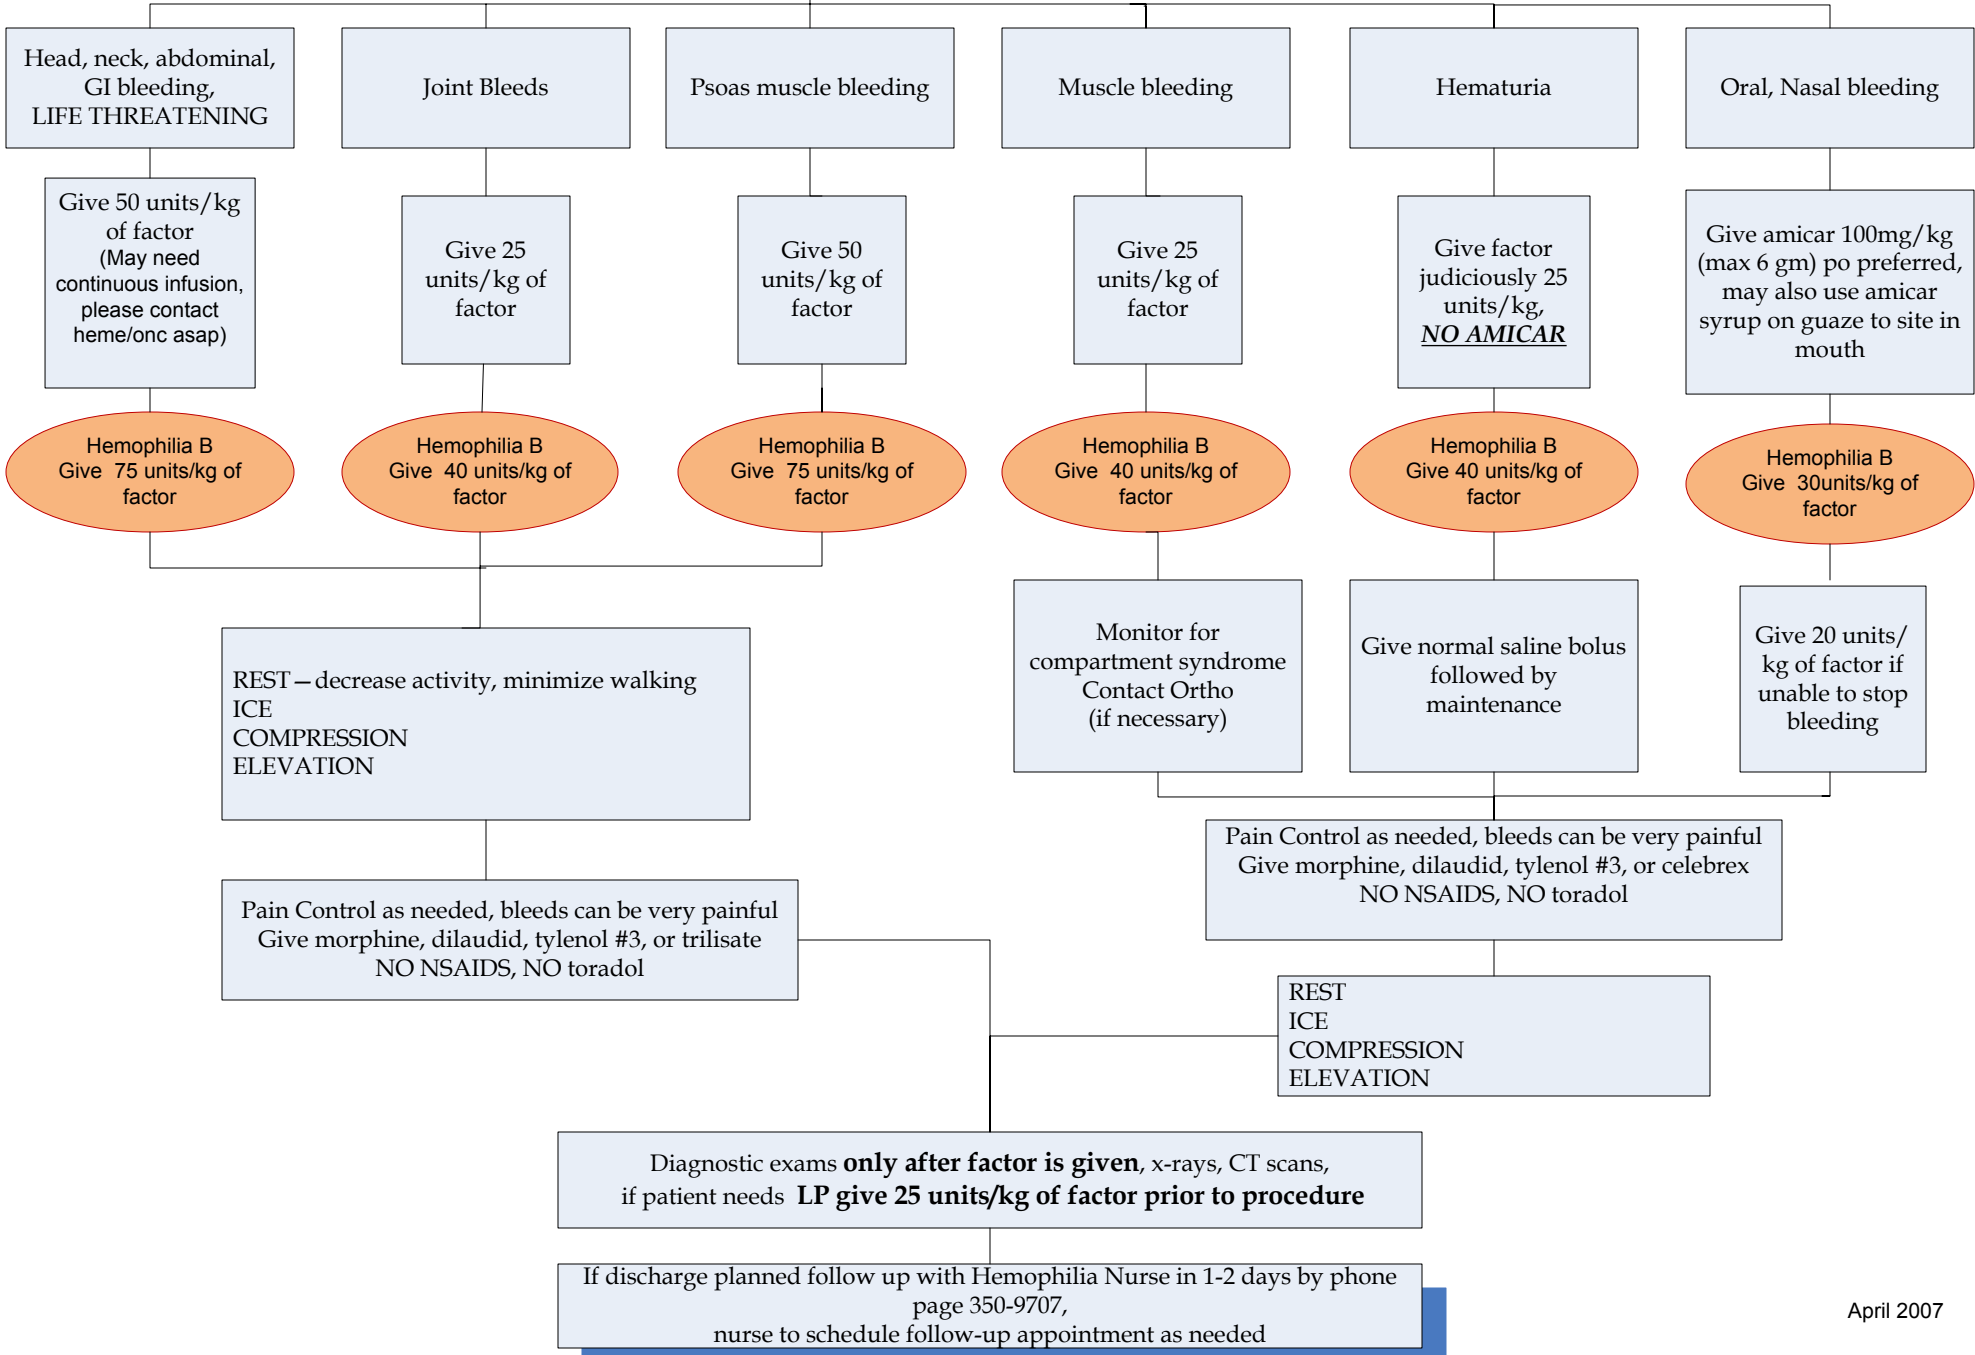 Head, neck, abdominal,
GI bleeding,
LIFE THREATENING
Joint Bleeds
Psoas muscle bleeding
Muscle bleeding
Hematuria
Oral, Nasal bleeding
Give 50 units/kg
of factor
(May need
continuous infusion,
please contact
heme/onc asap)
Give 25
units/kg of
factor
Give 50
units/kg of
factor
Give 25
units/kg of
factor
Give factor
judiciously 25
units/kg,
NO AMICAR
Give amicar 100mg/kg
(max 6 gm) po preferred,
may also use amicar
syrup on guaze to site in
mouth
Hemophilia B
Give 75 units/kg of
factor
Hemophilia B
Give 40 units/kg of
factor
Hemophilia B
Give 75 units/kg of
factor
Hemophilia B
Give 40 units/kg of
factor
Hemophilia B
Give 40 units/kg of
factor
Hemophilia B
Give 30units/kg of
factor
REST—decrease activity, minimize walking
ICE
COMPRESSION
ELEVATION
Monitor for
compartment syndrome
Contact Ortho
(if necessary)
Give normal saline bolus
followed by
maintenance
Give 20 units/
kg of factor if
unable to stop
bleeding
Pain Control as needed, bleeds can be very painful
Give morphine, dilaudid, tylenol #3, or trilisate
NO NSAIDS, NO toradol
Pain Control as needed, bleeds can be very painful
Give morphine, dilaudid, tylenol #3, or celebrex
NO NSAIDS, NO toradol
REST
ICE
COMPRESSION
ELEVATION
Diagnostic exams only after factor is given, x-rays, CT scans,
if patient needs LP give 25 units/kg of factor prior to procedure
If discharge planned follow up with Hemophilia Nurse in 1-2 days by phone
page 350-9707,
nurse to schedule follow-up appointment as needed
April 2007